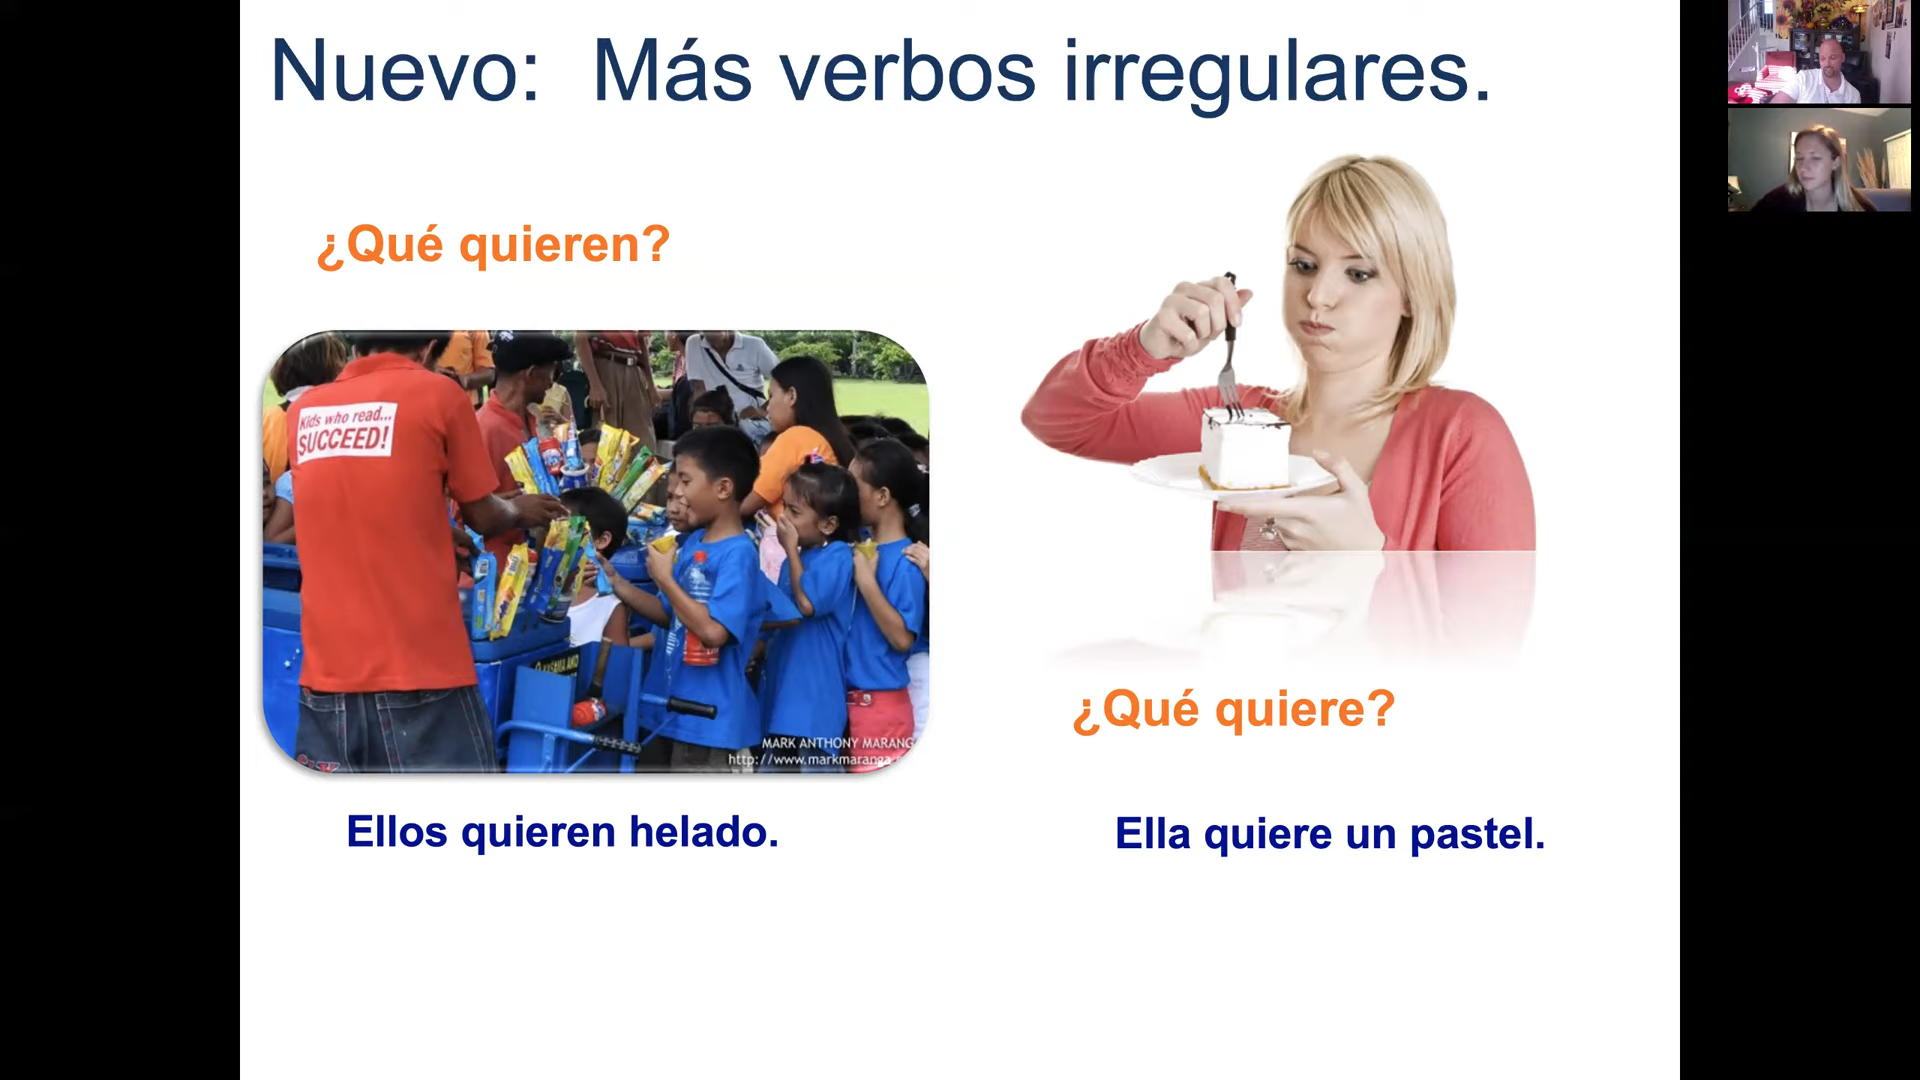 Nuevo: Más verbos irregulares.
¿Qué quieren?
Kids who read...
SUCCEED!
MARK ANTHONY MARANG
http://www.markmaranga.
Ellos quieren helado.
¿Qué quiere?
Ella quiere un pastel.